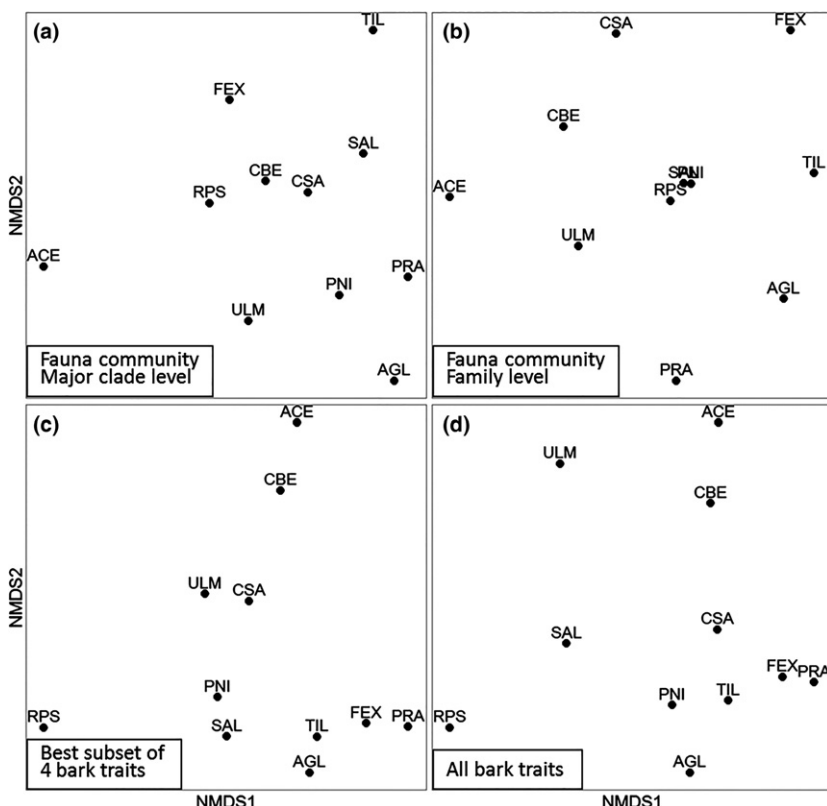 (a)
TIL
FEX
SAL
CBE
CSA
RPS
ACE
PRA
PNI
ULM
AGL
Fauna community
Major clade level
NMDS2
(b)
CSA
FEX
CBE
TIL
SAL
PNI
RPS
ACE
ULM
AGL
PRA
Fauna community
Family level
(c)
ACE
CBE
ULM
CSA
PNI
RPS
SAL
TIL
FEX
PRA
AGL
Best subset of
4 bark traits
NMDS2
NMDS1
(d)
ACE
ULM
CBE
CSA
SAL
FEX
PRA
PNI
TIL
RPS
AGL
All bark traits
NMDS1